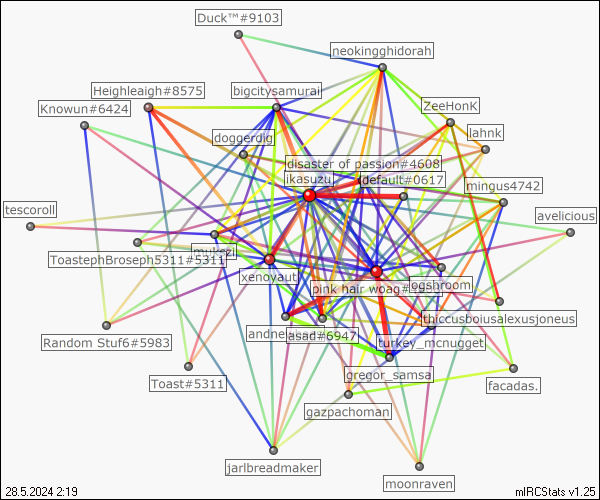 Duck™#9103
neokingghidorah
Heighleaigh#8575
bigcitysamurai
ZeeHonK
Knowun#6424
lahnk
doggerdig
disaster of passion#4608
ikasuzu
default#0617
mingus4742
tescoroll
avelicious
mukezi
ToastephBroseph5311#5311
xenoyaut
ogshroom
pink hair woag#
thiccusboiusalexusjoneus
asad#6947
Random Stuf6#5983
turkey_mcnugget
gregor_samsa
Toast#5311
facadas.
gazpachoman
jarlbreadmaker
moonraven
28.5.2024 2:19
mIRCStats v1.25